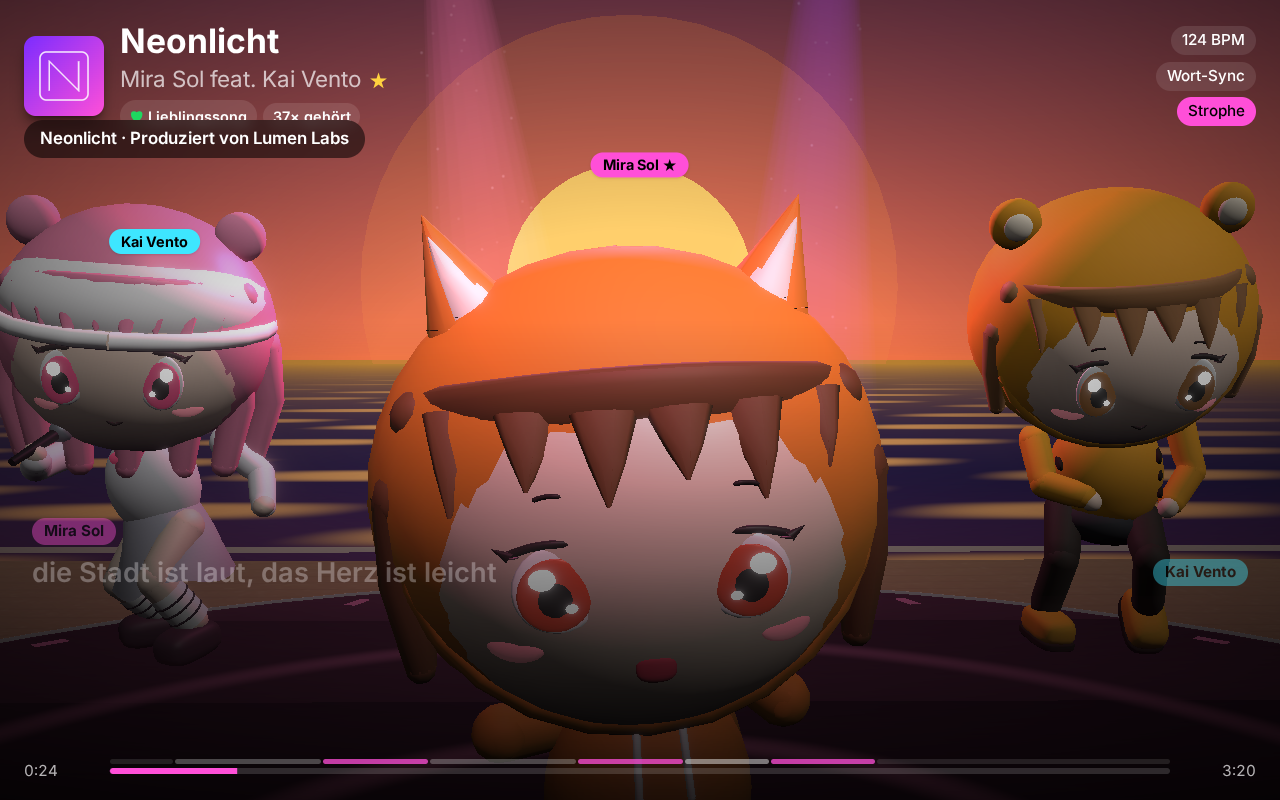 Neonlicht
Mira Sol feat. Kai Vento ★
Lieblingssong
37× gehört
Neonlicht · Produziert von Lumen Labs
124 BPM
Wort-Sync
Strophe
Mira Sol ★
Kai Vento
Mira Sol
die Stadt ist laut, das Herz ist leicht
Kai Vento
0:24
3:20